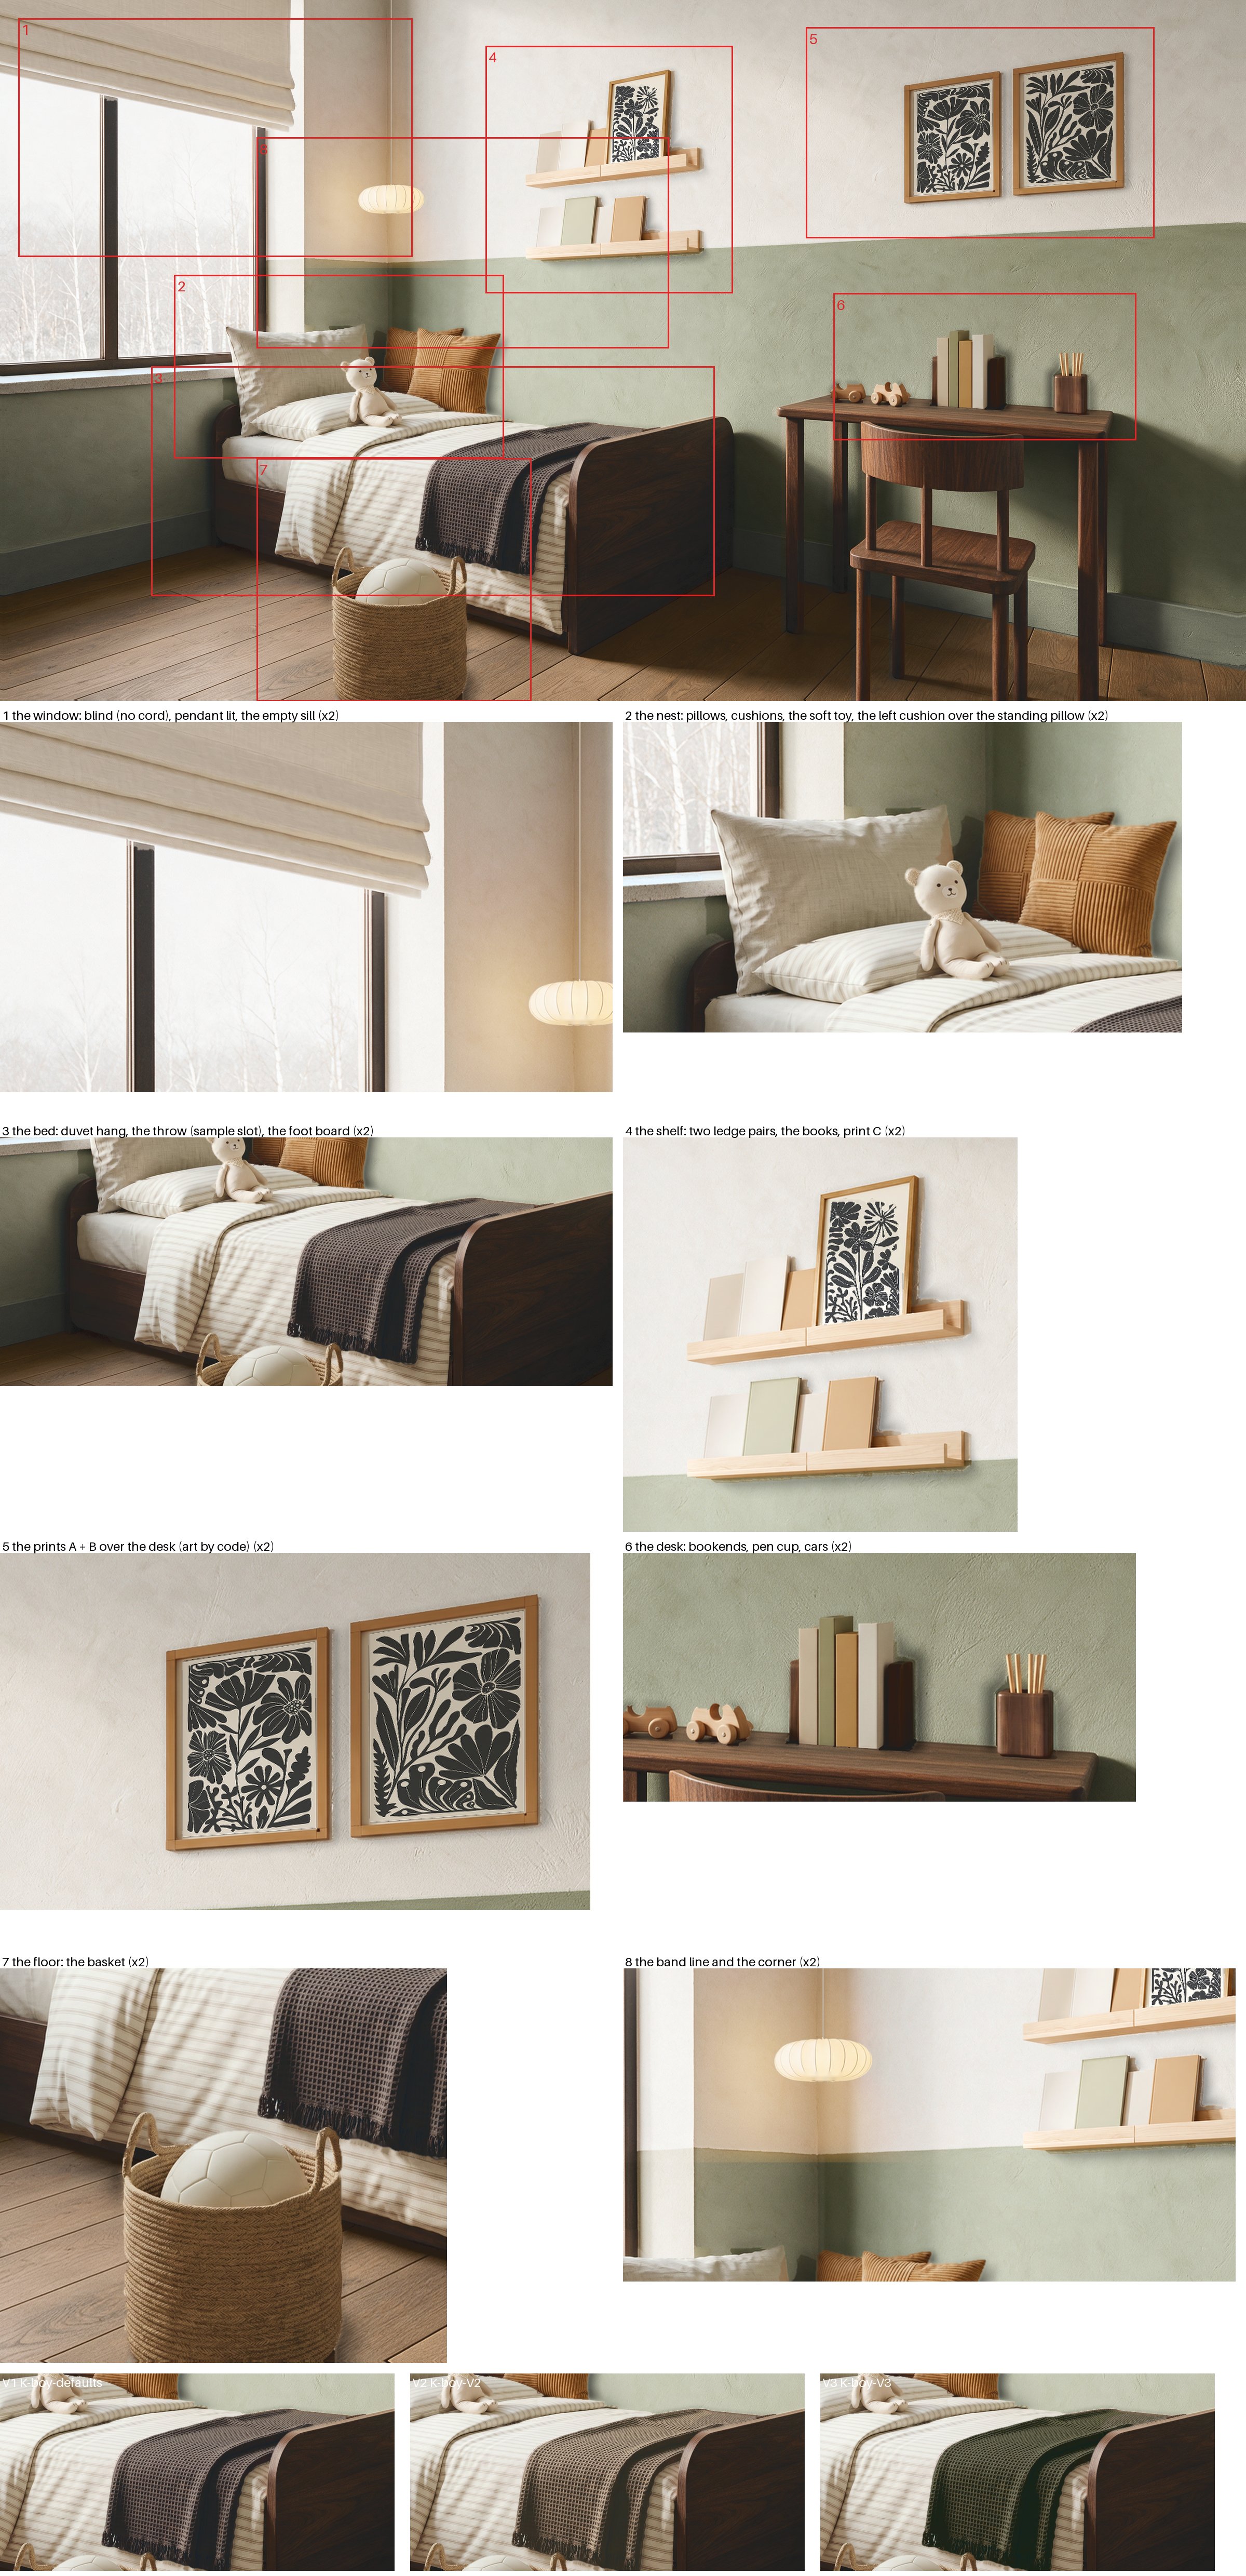 1
2
3
4
5
6
7
8
1 the window: blind (no cord), pendant lit, the empty sill (x2)
2 the nest: pillows, cushions, the soft toy, the left cushion over the standing pillow (x2)
3 the bed: duvet hang, the throw (sample slot), the foot board (x2)
4 the shelf: two ledge pairs, the books, print C (x2)
5 the prints A + B over the desk (art by code) (x2)
6 the desk: bookends, pen cup, cars (x2)
7 the floor: the basket (x2)
8 the band line and the corner (x2)
V1 K-boy-defaults
V2 K-boy-V2
V3 K-boy-V3